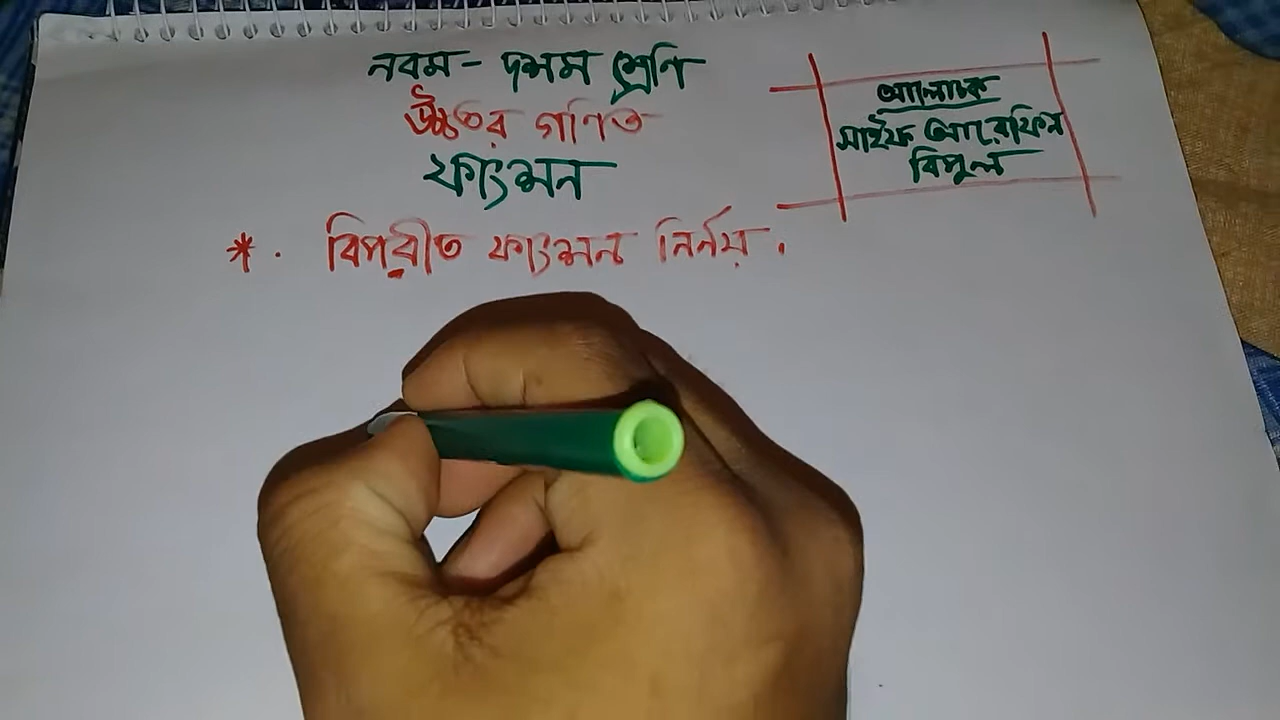 নবম - দশম শ্রেণি
উচ্চতর গণিত
ফাংশন
*. বিপরীত ফাংশন নির্ণয়.
আলোচক
সাইফ আরেফিন
বিপুল